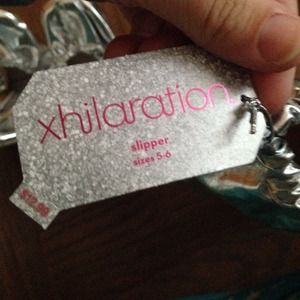 xhilaration.
slipper
sizes 5-6